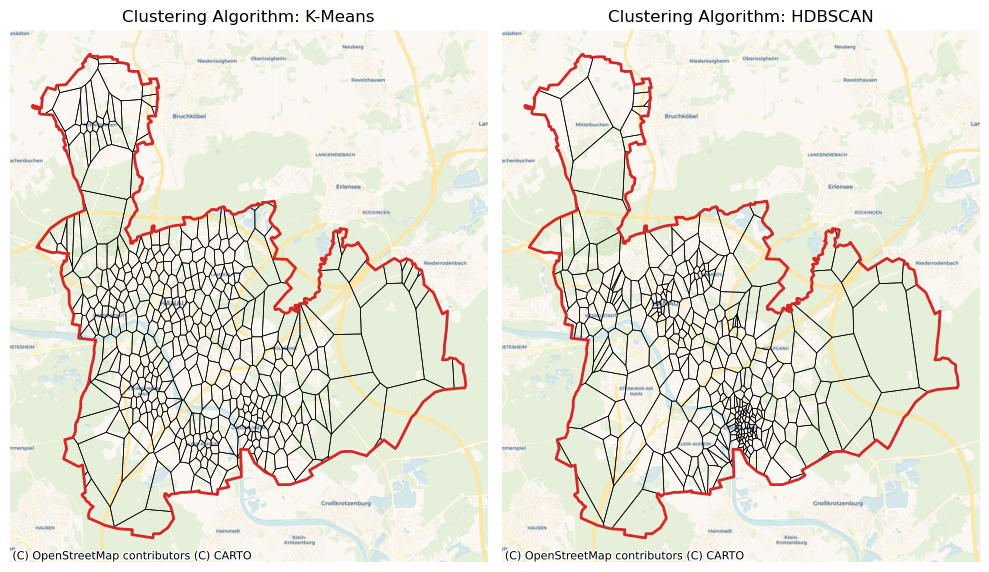 Clustering Algorithm: K-Means
Neuberg
Niederissigheim
Oberissigheim
Ravolzhausen
Bruchköbel
LANGENDIEBACH
Erlensee
RÜCKINGEN
Niederrodenbach
Großkrotzenburg
HAUSEN
Hainstadt
Klein-
Krotzenburg
(C) OpenStreetMap contributors (C) CARTO
Clustering Algorithm: HDBSCAN
Neuberg
Niederissigheim
Oberissigheim
Ravolzhausen
Bruchköbel
Mittelbuchen
LANGENDIEBACH
Erlensee
RÜCKINGEN
Niederrodenbach
STEINHEIM AM
MAIN
KLEIN-AUHEIM
Großkrotzenburg
HAUSEN
Hainstadt
Klein-
Krotzenburg
(C) OpenStreetMap contributors (C) CARTO